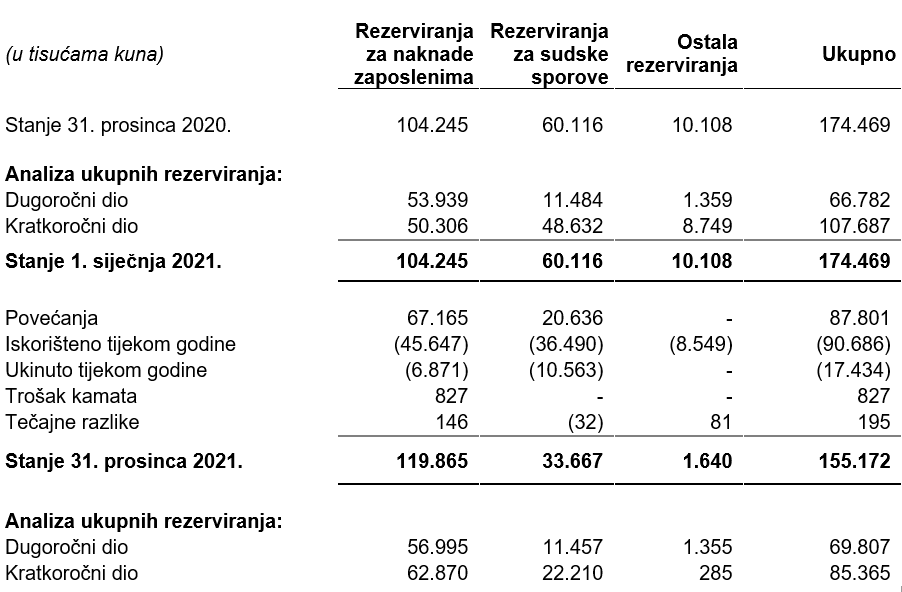 (u tisućama kuna) Rezerviranja za naknade zaposlenima Rezerviranja za sudske sporove Ostala rezerviranja Ukupno
Stanje 31. prosinca 2020. 104.245 60.116 10.108 174.469
Analiza ukupnih rezerviranja:
Dugoročni dio 53.939 11.484 1.359 66.782
Kratkoročni dio 50.306 48.632 8.749 107.687
Stanje 1. siječnja 2021. 104.245 60.116 10.108 174.469
Povećanja 67.165 20.636 - 87.801
Iskorišteno tijekom godine (45.647) (36.490) (8.549) (90.686)
Ukinuto tijekom godine (6.871) (10.563) - (17.434)
Trošak kamata 827 - - 827
Tečajne razlike 146 (32) 81 195
Stanje 31. prosinca 2021. 119.865 33.667 1.640 155.172
Analiza ukupnih rezerviranja:
Dugoročni dio 56.995 11.457 1.355 69.807
Kratkoročni dio 62.870 22.210 285 85.365